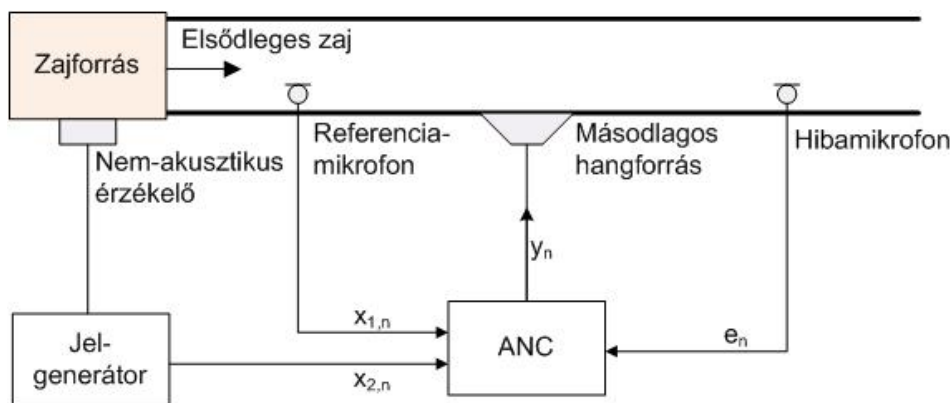 Zajforrás
Elsődleges zaj
Nem-akusztikus
érzékelő
Referencia-
mikrofon
Másodlagos
hangforrás
Hibamikrofon
yₙ
x₁,ₙ
x₂,ₙ
Jel-
generátor
ANC
eₙ